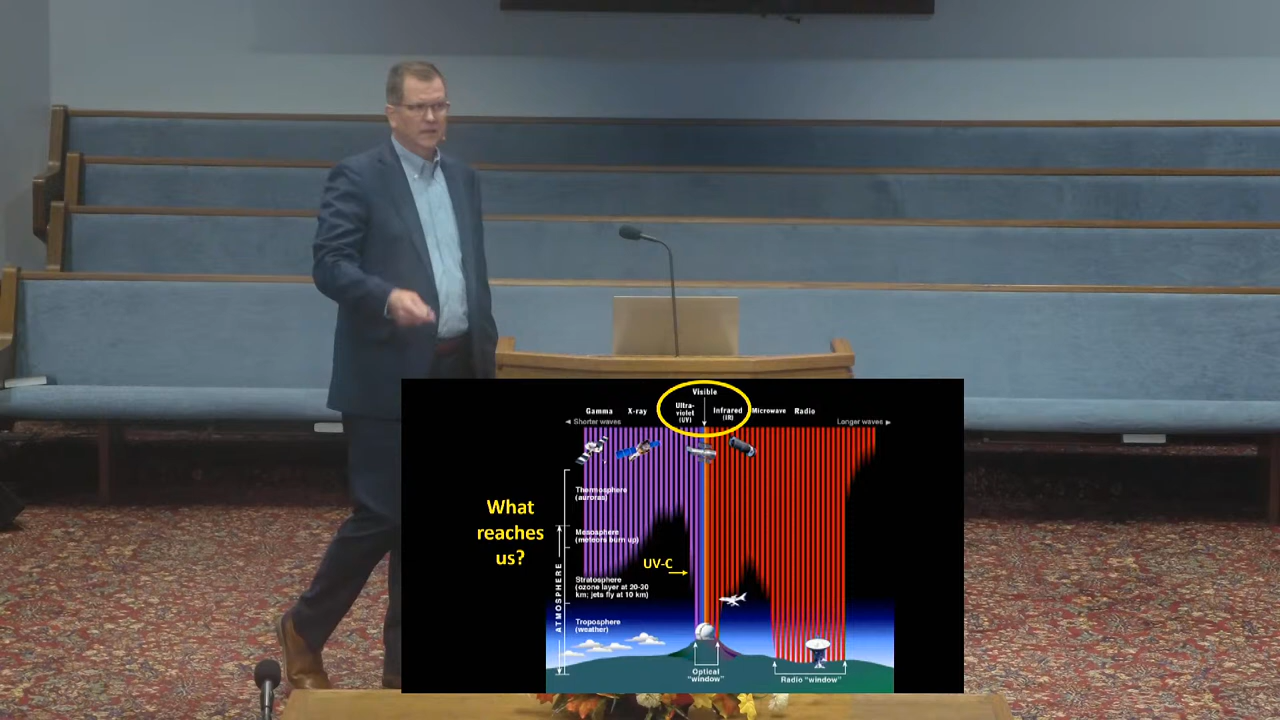 Visible
Gamma X-ray Ultra-violet (UV) Infrared (IR) Microwave Radio
Shorter waves Longer waves
Thermosphere
(auroras)
What
reaches
us?
Mesosphere
(meteors burn up)
UV-C
Stratosphere
(ozone layer at 20-30
km; jets fly at 10 km)
ATMOSPHERE
Troposphere
(weather)
Optical
"window"
Radio "window"